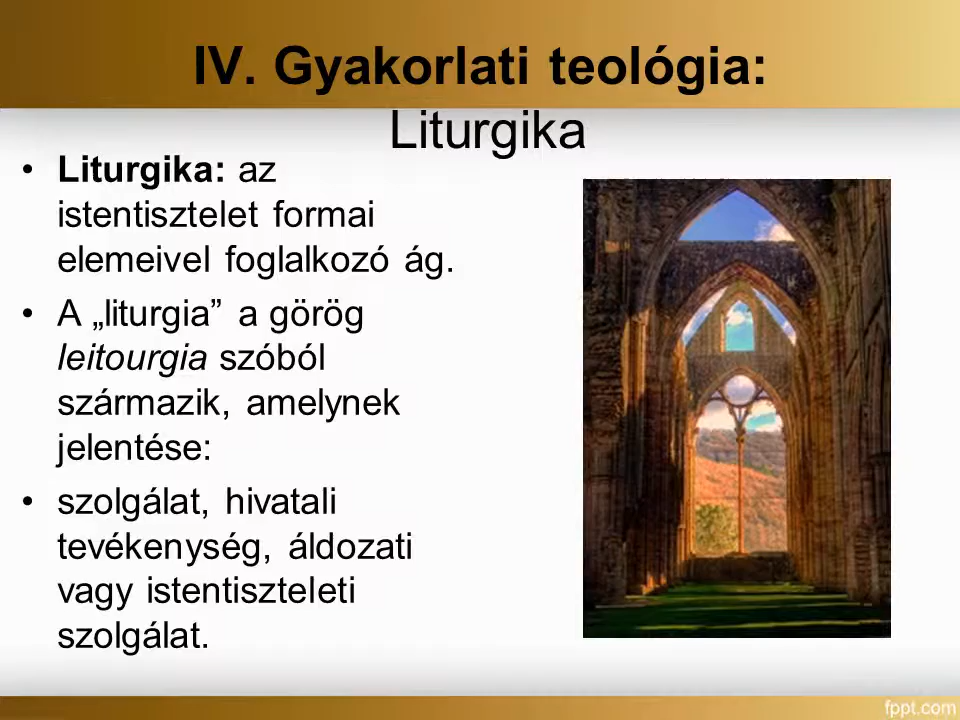 IV. Gyakorlati teológia:
Liturgika
• Liturgika: az
istentisztelet formai
elemeivel foglalkozó ág.
• A „liturgia” a görög
leitourgia szóból
származik, amelynek
jelentése:
• szolgálat, hivatali
tevékenység, áldozati
vagy istentiszteleti
szolgálat.
fppt.com